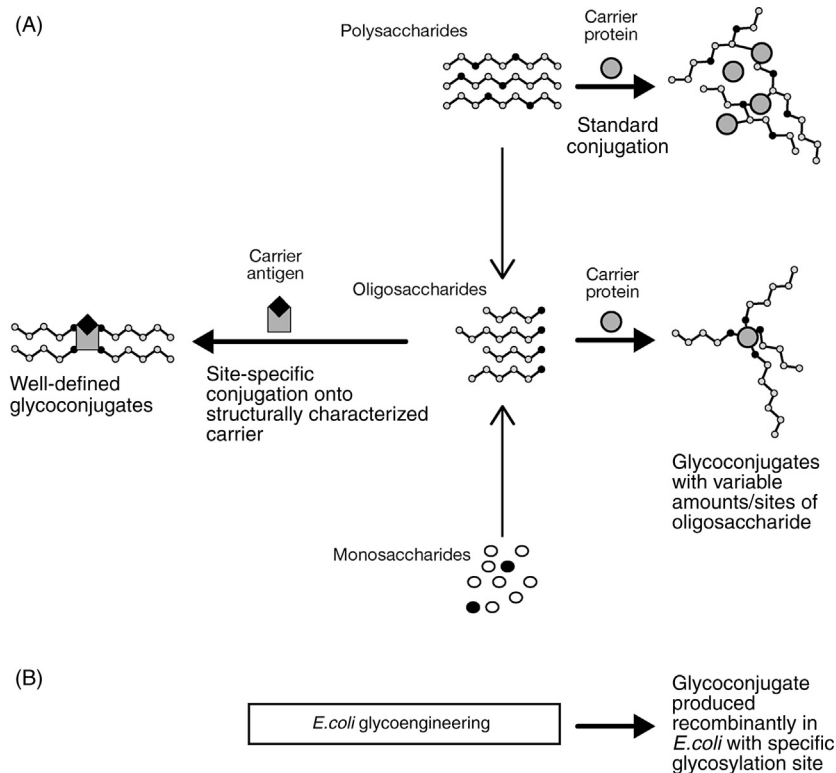 (A)
Polysaccharides
Carrier
protein
Standard
conjugation
Carrier
antigen
Oligosaccharides
Carrier
protein
Well-defined
glycoconjugates
Site-specific
conjugation onto
structurally characterized
carrier
Glycoconjugates
with variable
amounts/sites of
oligosaccharide
Monosaccharides
(B)
E.coli glycoengineering
Glycoconjugate
produced
recombinantly in
E.coli with specific
glycosylation site